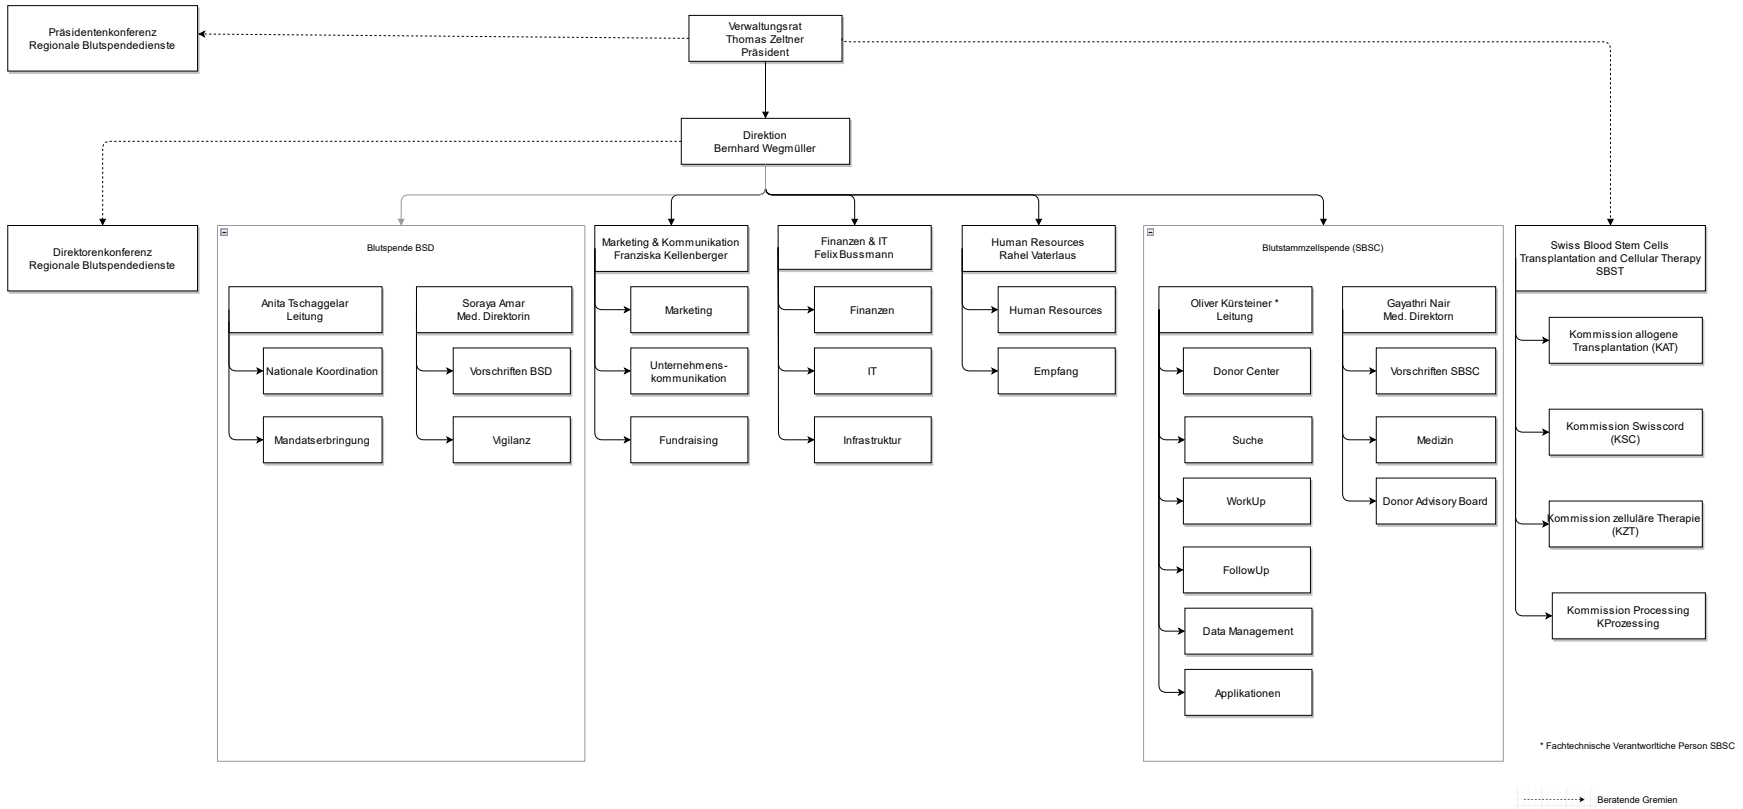 Präsidentenkonferenz
Regionale Blutspendedienste
Verwaltungsrat
Thomas Zeltner
Präsident
Direktion
Bernhard Wegmüller
Direktorenkonferenz
Regionale Blutspendedienste
Blutspende BSD
Anita Tschaggelar
Leitung
Nationale Koordination
Mandatserbringung
Soraya Amar
Med. Direktorin
Vorschriften BSD
Vigilanz
Marketing & Kommunikation
Franziska Kellenberger
Marketing
Unternehmens-
kommunikation
Fundraising
Finanzen & IT
Felix Bussmann
Finanzen
IT
Infrastruktur
Human Resources
Rahel Vaterlaus
Human Resources
Empfang
Blutstammzellspende (SBSC)
Oliver Kürsteiner *
Leitung
Donor Center
Suche
WorkUp
FollowUp
Data Management
Applikationen
Gayathri Nair
Med. Direktorn
Vorschriften SBSC
Medizin
Donor Advisory Board
Swiss Blood Stem Cells
Transplantation and Cellular Therapy
SBST
Kommission allogene
Transplantation (KAT)
Kommission Swisscord
(KSC)
Kommission zelluläre Therapie
(KZT)
Kommission Processing
KProzessing
* Fachtechnische Verantworltiche Person SBSC
Beratende Gremien